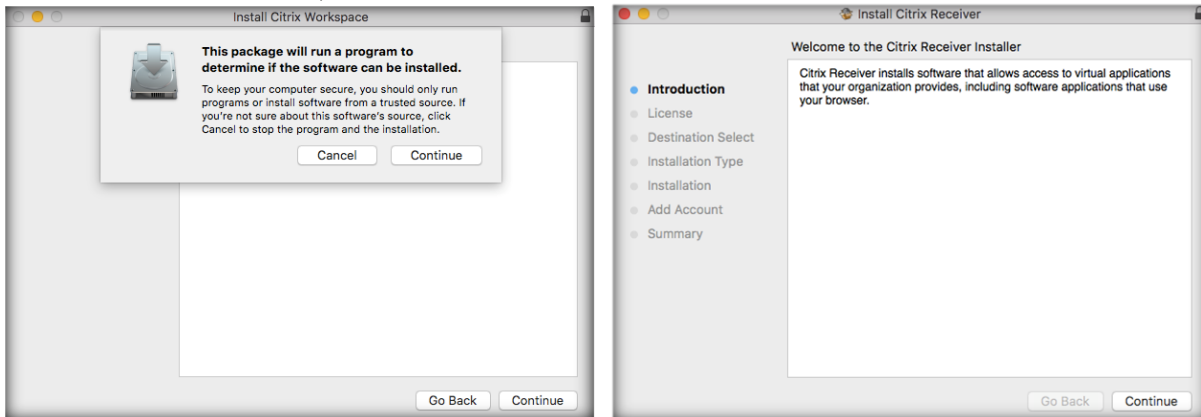 Install Citrix Workspace
This package will run a program to
determine if the software can be installed.
To keep your computer secure, you should only run
programs or install software from a trusted source. If
you're not sure about this software's source, click
Cancel to stop the program and the installation.
Cancel
Continue
Go Back
Continue
Install Citrix Receiver
Welcome to the Citrix Receiver Installer
Introduction
License
Destination Select
Installation Type
Installation
Add Account
Summary
Citrix Receiver installs software that allows access to virtual applications
that your organization provides, including software applications that use
your browser.
Go Back
Continue